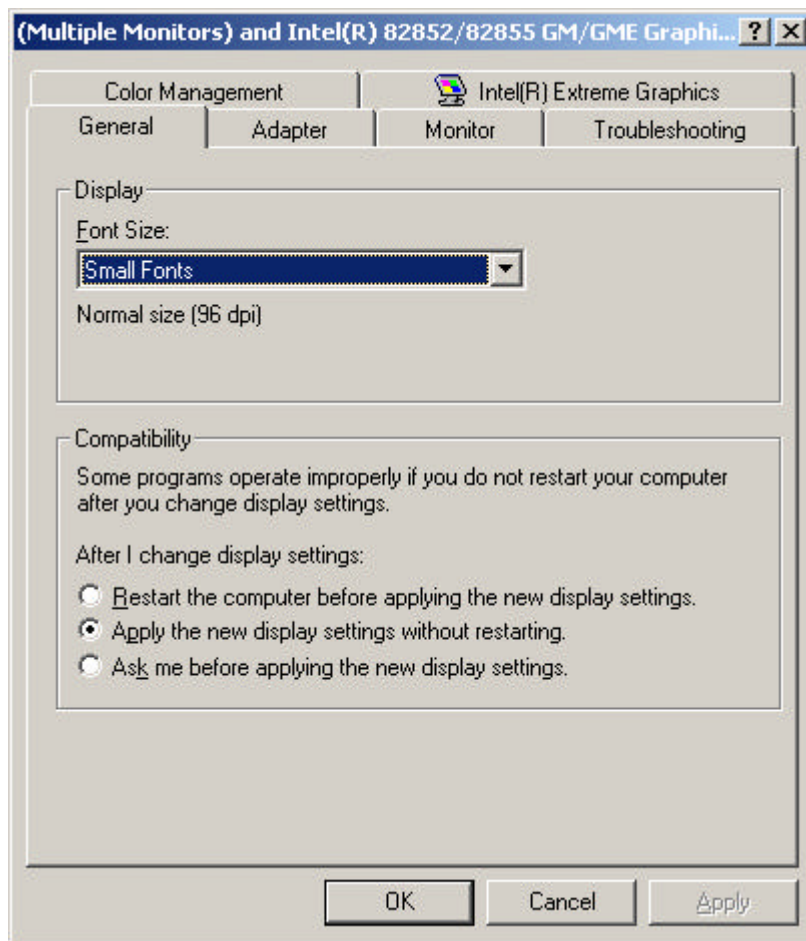 (Multiple Monitors) and Intel(R) 82852/82855 GM/GME Graphi...
Color Management
Intel(R) Extreme Graphics
General
Adapter
Monitor
Troubleshooting
Display
Font Size:
Small Fonts
Normal size (96 dpi)
Compatibility
Some programs operate improperly if you do not restart your computer
after you change display settings.
After I change display settings:
Restart the computer before applying the new display settings.
Apply the new display settings without restarting.
Ask me before applying the new display settings.
OK
Cancel
Apply